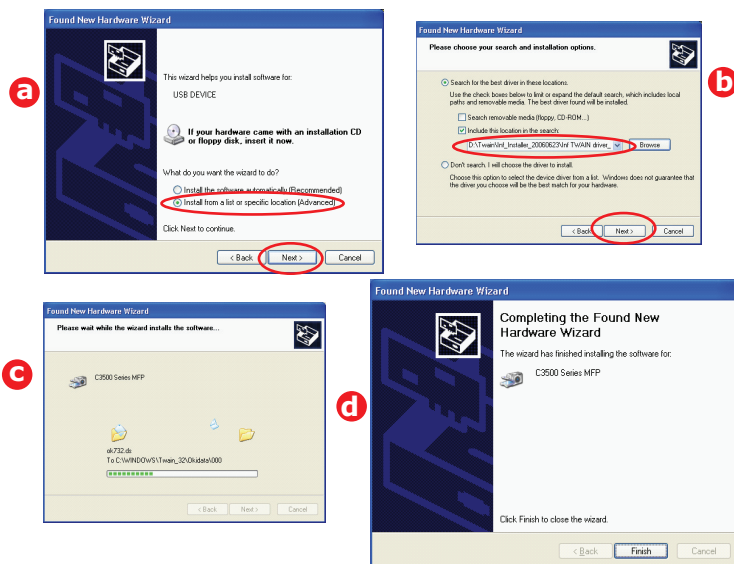 a
Found New Hardware Wizard
This wizard helps you install software for:
USB DEVICE
If your hardware came with an installation CD
or floppy disk, insert it now.
What do you want the wizard to do?
Install the software automatically (Recommended)
Install from a list or specific location (Advanced)
Click Next to continue.
< Back
Next >
Cancel
b
Found New Hardware Wizard
Please choose your search and installation options.
Search for the best driver in these locations.
Use the check boxes below to limit or expand the default search, which includes local
paths and removable media. The best driver found will be installed.
Search removable media (floppy, CD-ROM...)
Include this location in the search:
D:\Twain\Inf_Installer_20060623\Inf TWAIN driver_
Browse
Don't search. I will choose the driver to install.
Choose this option to select the device driver from a list. Windows does not guarantee that
the driver you choose will be the best match for your hardware.
< Back
Next >
Cancel
c
Found New Hardware Wizard
Please wait while the wizard installs the software...
C3500 Series MFP
ok732.ds
To C:\WINDOWS\Twain_32\Okidata\000
< Back
Next >
Cancel
d
Found New Hardware Wizard
Completing the Found New
Hardware Wizard
The wizard has finished installing the software for:
C3500 Series MFP
Click Finish to close the wizard.
< Back
Finish
Cancel